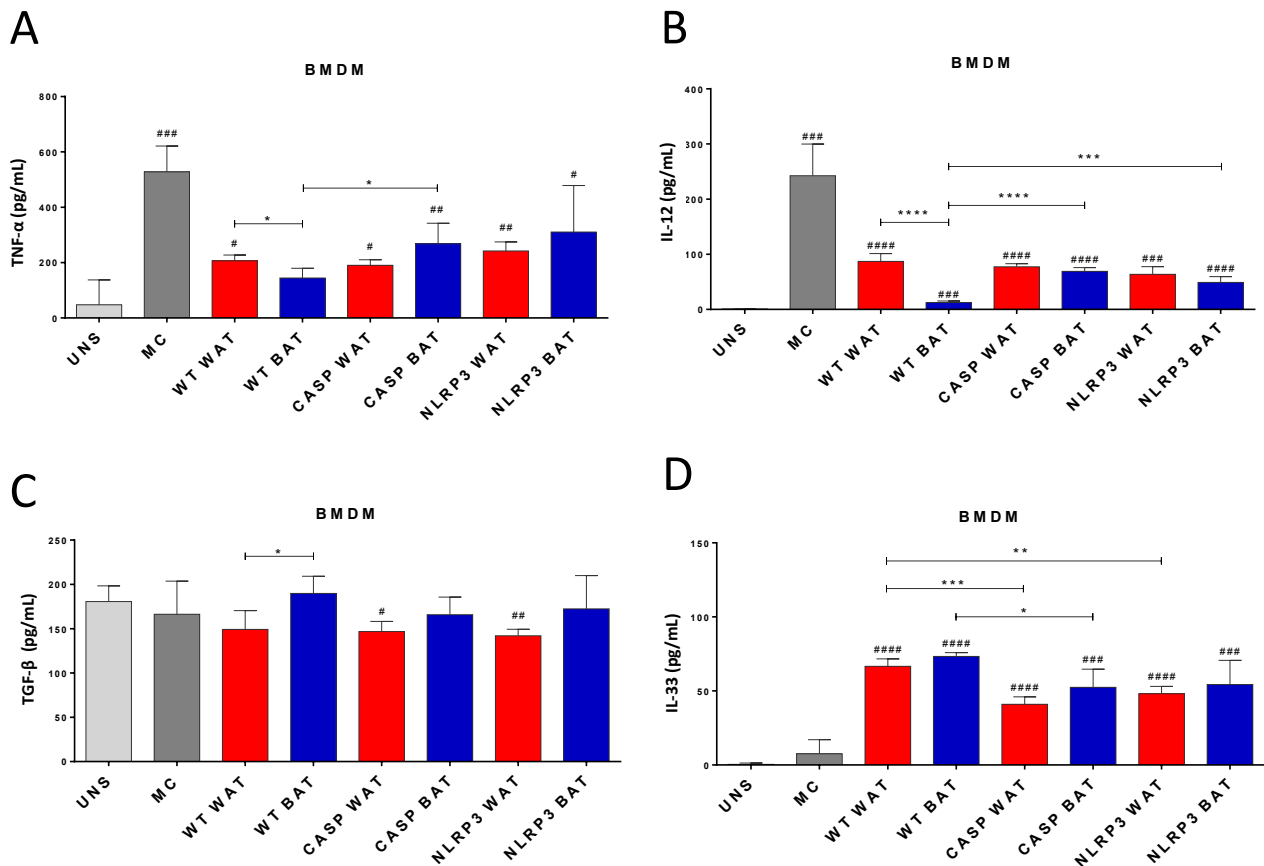 A
BMDM
TNF-α (pg/mL)
800
600
400
200
0
###
#
*
*
#
##
##
#
UNS
MC
WT WAT
WT BAT
CASP WAT
CASP BAT
NLRP3 WAT
NLRP3 BAT
B
BMDM
IL-12 (pg/mL)
400
300
200
100
0
###
***
****
****
####
###
####
####
###
####
UNS
MC
WT WAT
WT BAT
CASP WAT
CASP BAT
NLRP3 WAT
NLRP3 BAT
C
BMDM
TGF-β (pg/mL)
250
200
150
100
50
0
*
#
##
UNS
MC
WT WAT
WT BAT
CASP WAT
CASP BAT
NLRP3 WAT
NLRP3 BAT
D
BMDM
IL-33 (pg/mL)
150
100
50
0
**
***
*
####
####
####
###
####
###
UNS
MC
WT WAT
WT BAT
CASP WAT
CASP BAT
NLRP3 WAT
NLRP3 BAT